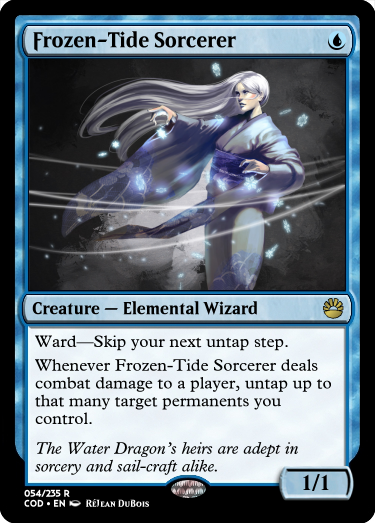 Frozen-Tide Sorcerer
Creature — Elemental Wizard
Ward—Skip your next untap step.
Whenever Frozen-Tide Sorcerer deals
combat damage to a player, untap up to
that many target permanents you
control.
The Water Dragon's heirs are adept in
sorcery and sail-craft alike.
1/1
054/235 R
COD • EN RéJean DuBois